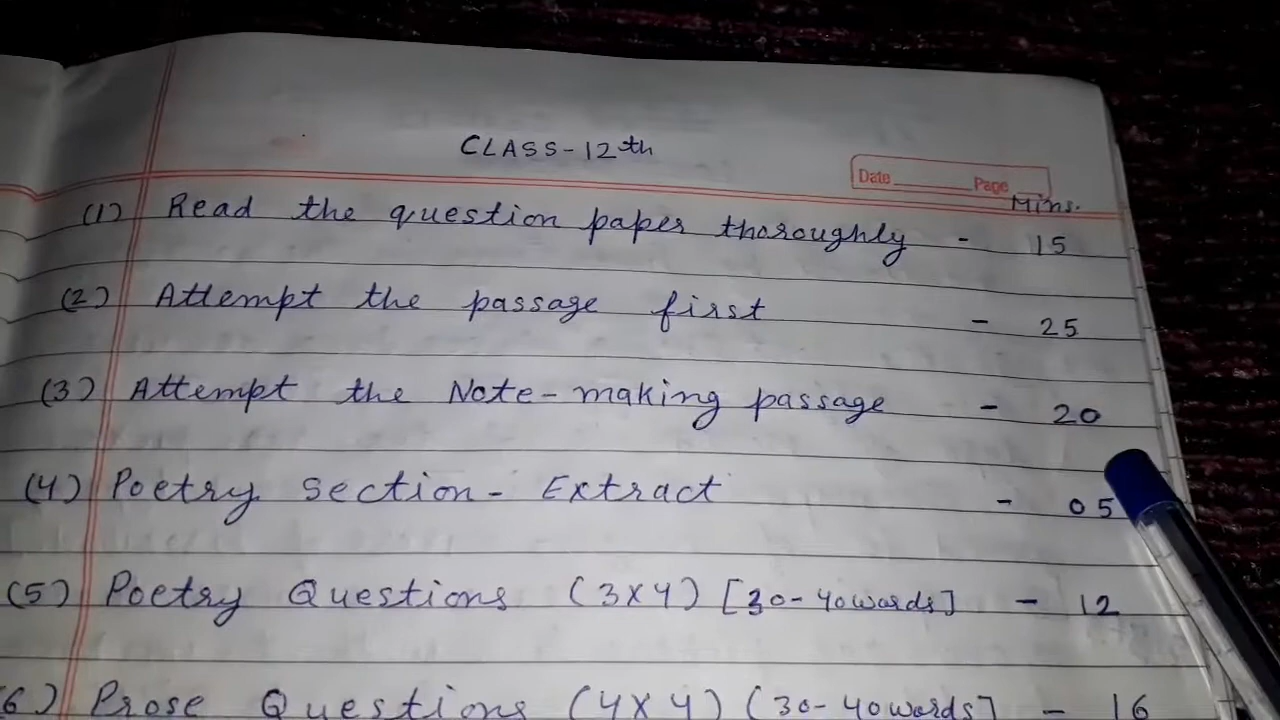 CLASS-12th
Date Page
Mins.
(1) Read the question paper thoroughly - 15
(2) Attempt the passage first - 25
(3) Attempt the Note-making passage - 20
(4) Poetry section - Extract - 05
(5) Poetry Questions (3x4) [30-40words] - 12
6) Prose Questions (4x4) (30-40words] - 16